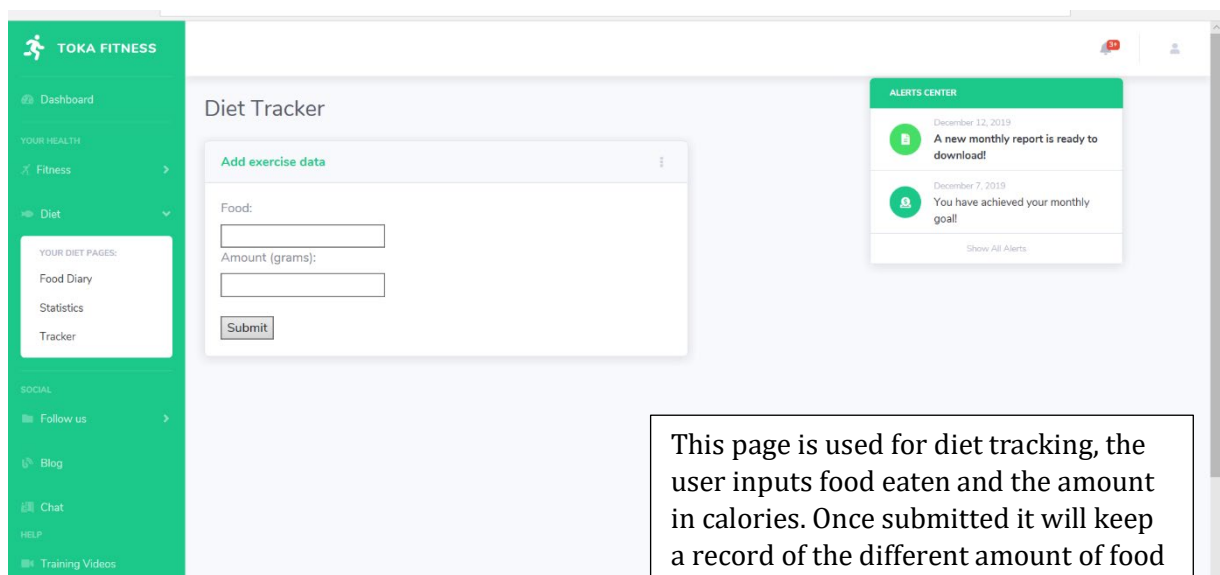 TOKA FITNESS
3+
Dashboard
YOUR HEALTH
Fitness
Diet
YOUR DIET PAGES:
Food Diary
Statistics
Tracker
SOCIAL
Follow us
Blog
Chat
HELP
Training Videos
Diet Tracker
Add exercise data
Food:
Amount (grams):
Submit
ALERTS CENTER
December 12, 2019
A new monthly report is ready to
download!
December 7, 2019
You have achieved your monthly
goal!
Show All Alerts
This page is used for diet tracking, the
user inputs food eaten and the amount
in calories. Once submitted it will keep
a record of the different amount of food